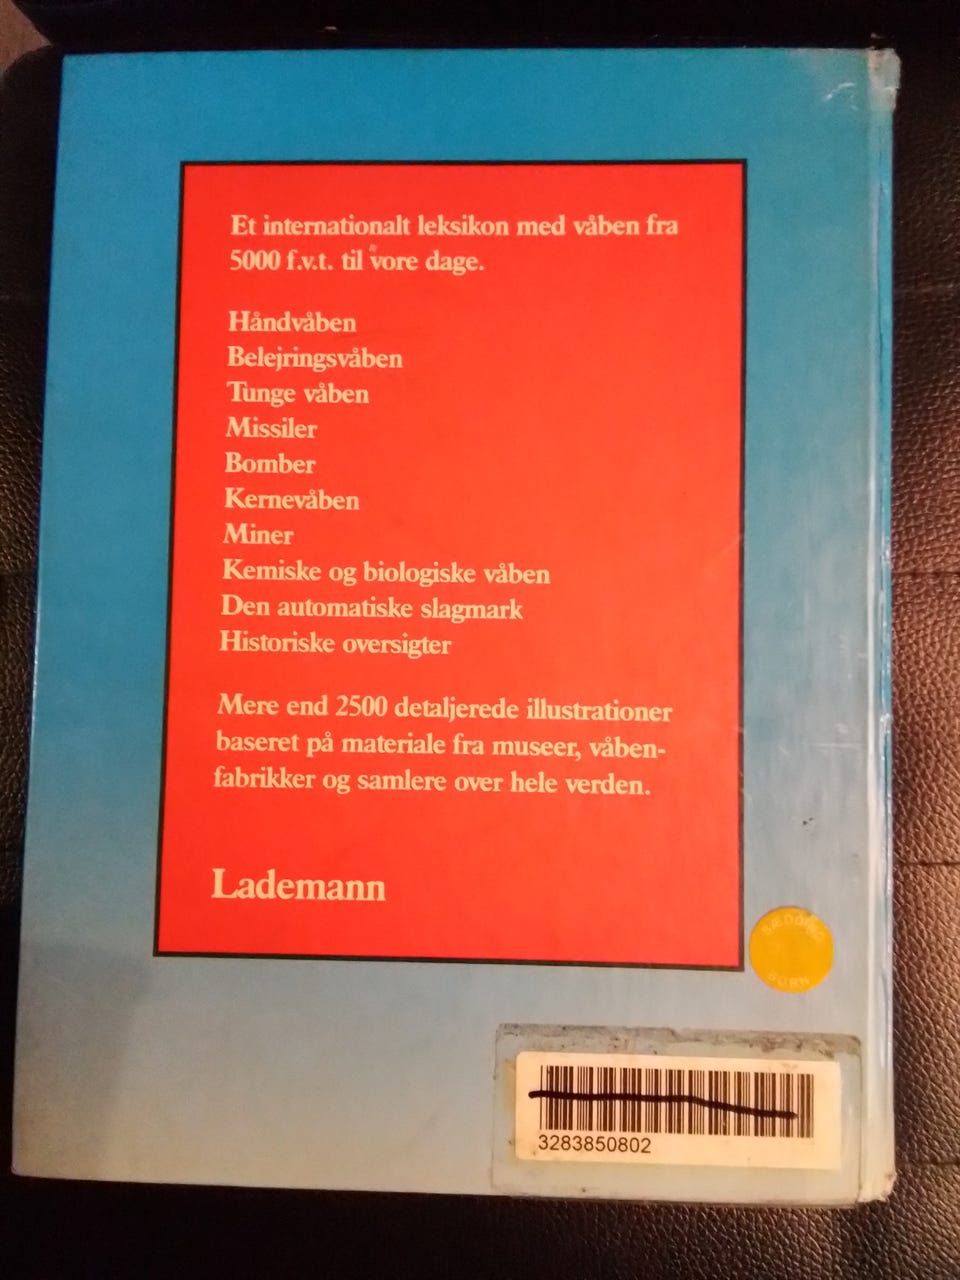 Et internationalt leksikon med våben fra
5000 f.v.t. til vore dage.
Håndvåben
Belejringsvåben
Tunge våben
Missiler
Bomber
Kernevåben
Miner
Kemiske og biologiske våben
Den automatiske slagmark
Historiske oversigter
Mere end 2500 detaljerede illustrationer
baseret på materiale fra museer, våben-
fabrikker og samlere over hele verden.
Lademann
3283850802